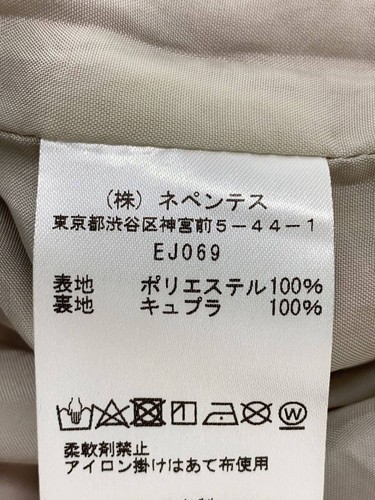 (株) ネペンテス
東京都渋谷区神宮前5-44-1
EJ069
表地 ポリエステル100%
裏地 キュプラ 100%
柔軟剤禁止
アイロン掛けはあて布使用